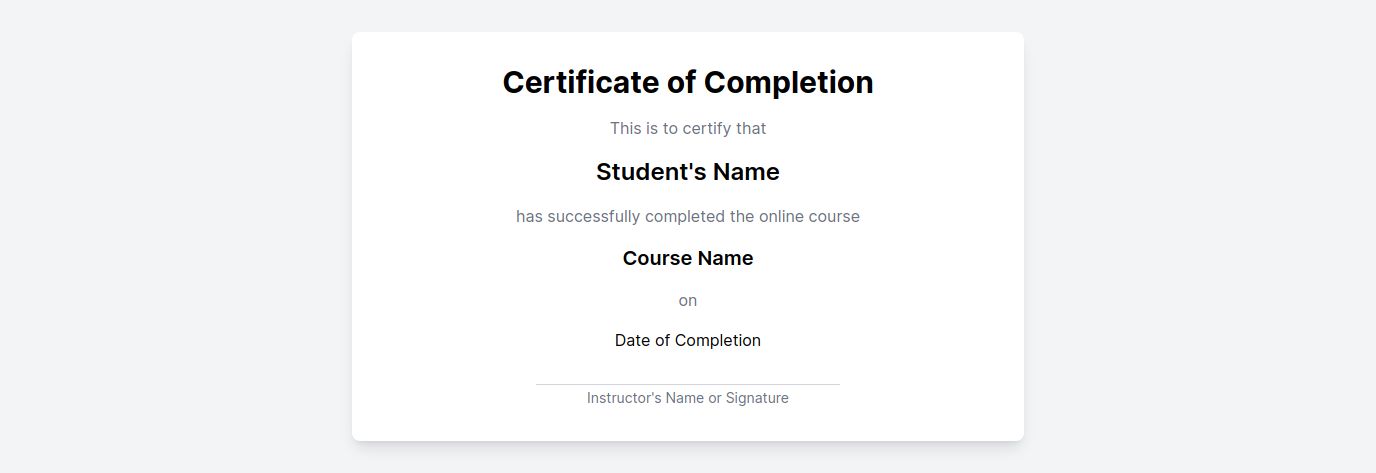 Certificate of Completion
This is to certify that
Student's Name
has successfully completed the online course
Course Name
on
Date of Completion
Instructor's Name or Signature